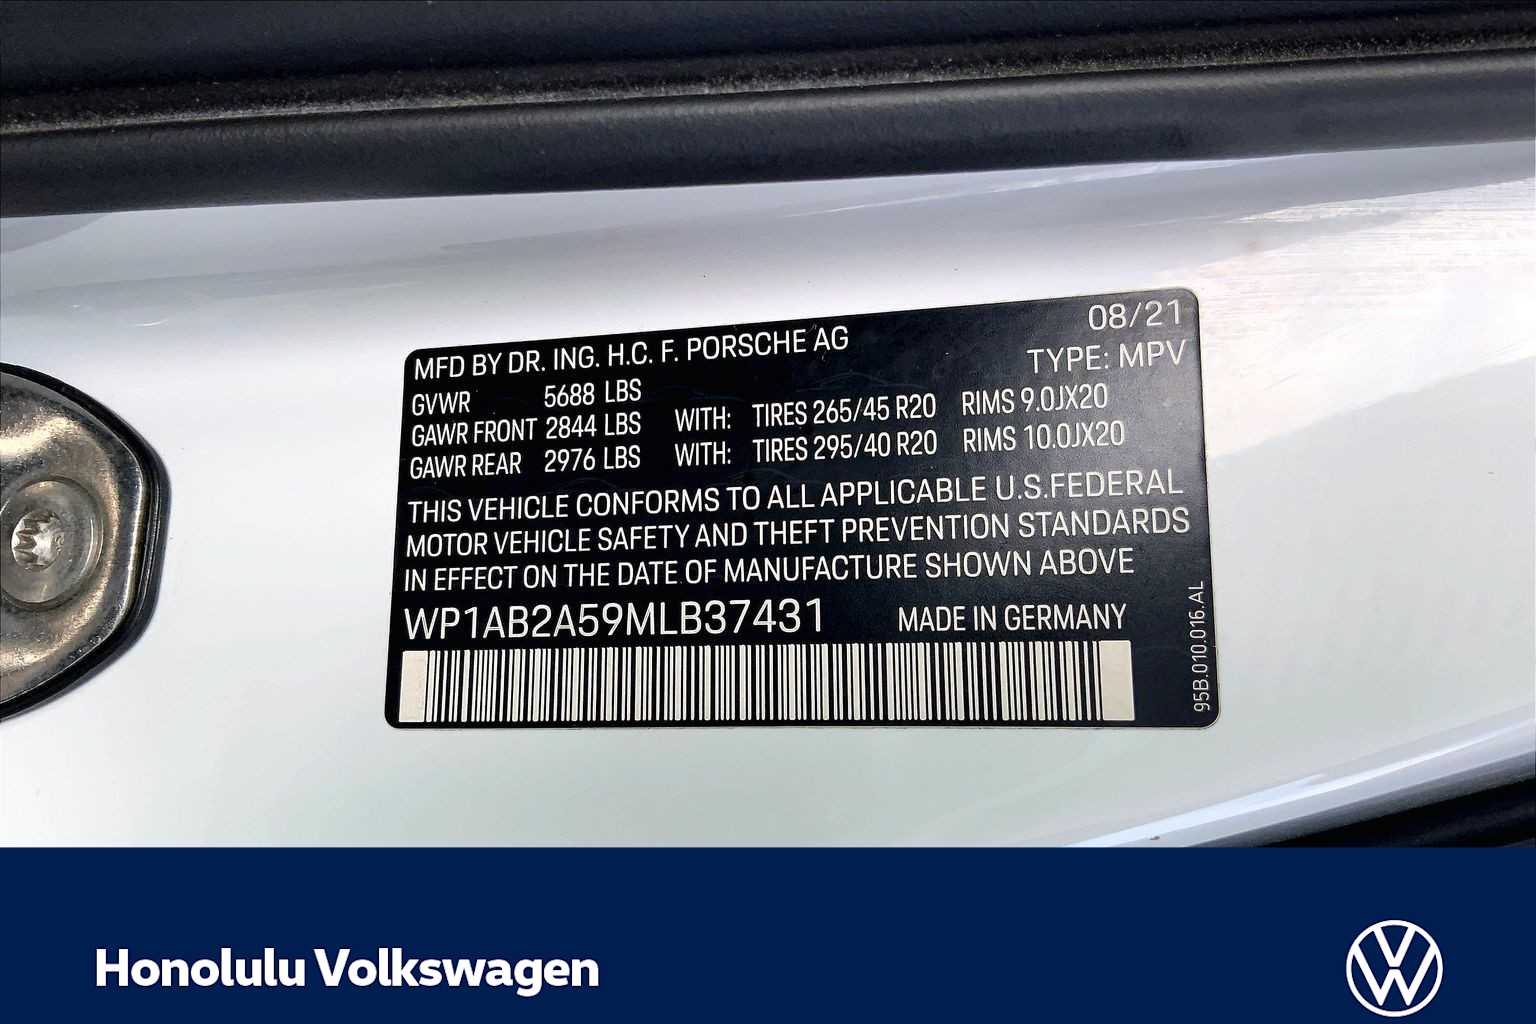 MFD BY DR. ING. H.C. F. PORSCHE AG 08/21
TYPE: MPV
GVWR 5688 LBS
GAWR FRONT 2844 LBS WITH: TIRES 265/45 R20 RIMS 9.0JX20
GAWR REAR 2976 LBS WITH: TIRES 295/40 R20 RIMS 10.0JX20
THIS VEHICLE CONFORMS TO ALL APPLICABLE U.S.FEDERAL
MOTOR VEHICLE SAFETY AND THEFT PREVENTION STANDARDS
IN EFFECT ON THE DATE OF MANUFACTURE SHOWN ABOVE
WP1AB2A59MLB37431 MADE IN GERMANY
95B.010.016.AL
Honolulu Volkswagen